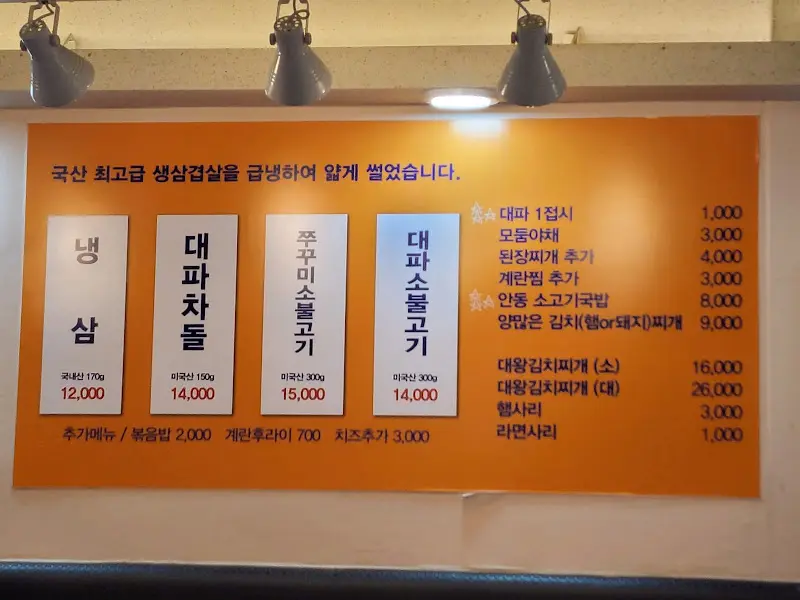 국산 최고급 생삼겹살을 급냉하여 얇게 썰었습니다.
냉삼
국내산 170g
12,000
대파차돌
미국산 150g
14,000
쭈꾸미소불고기
미국산 300g
15,000
대파소불고기
미국산 300g
14,000
추가메뉴 / 볶음밥 2,000 계란후라이 700 치즈추가 3,000
대파 1접시 1,000
모둠야채 3,000
된장찌개 추가 4,000
계란찜 추가 3,000
안동 소고기국밥 8,000
양많은 김치(햄or돼지)찌개 9,000
대왕김치찌개 (소) 16,000
대왕김치찌개 (대) 26,000
햄사리 3,000
라면사리 1,000